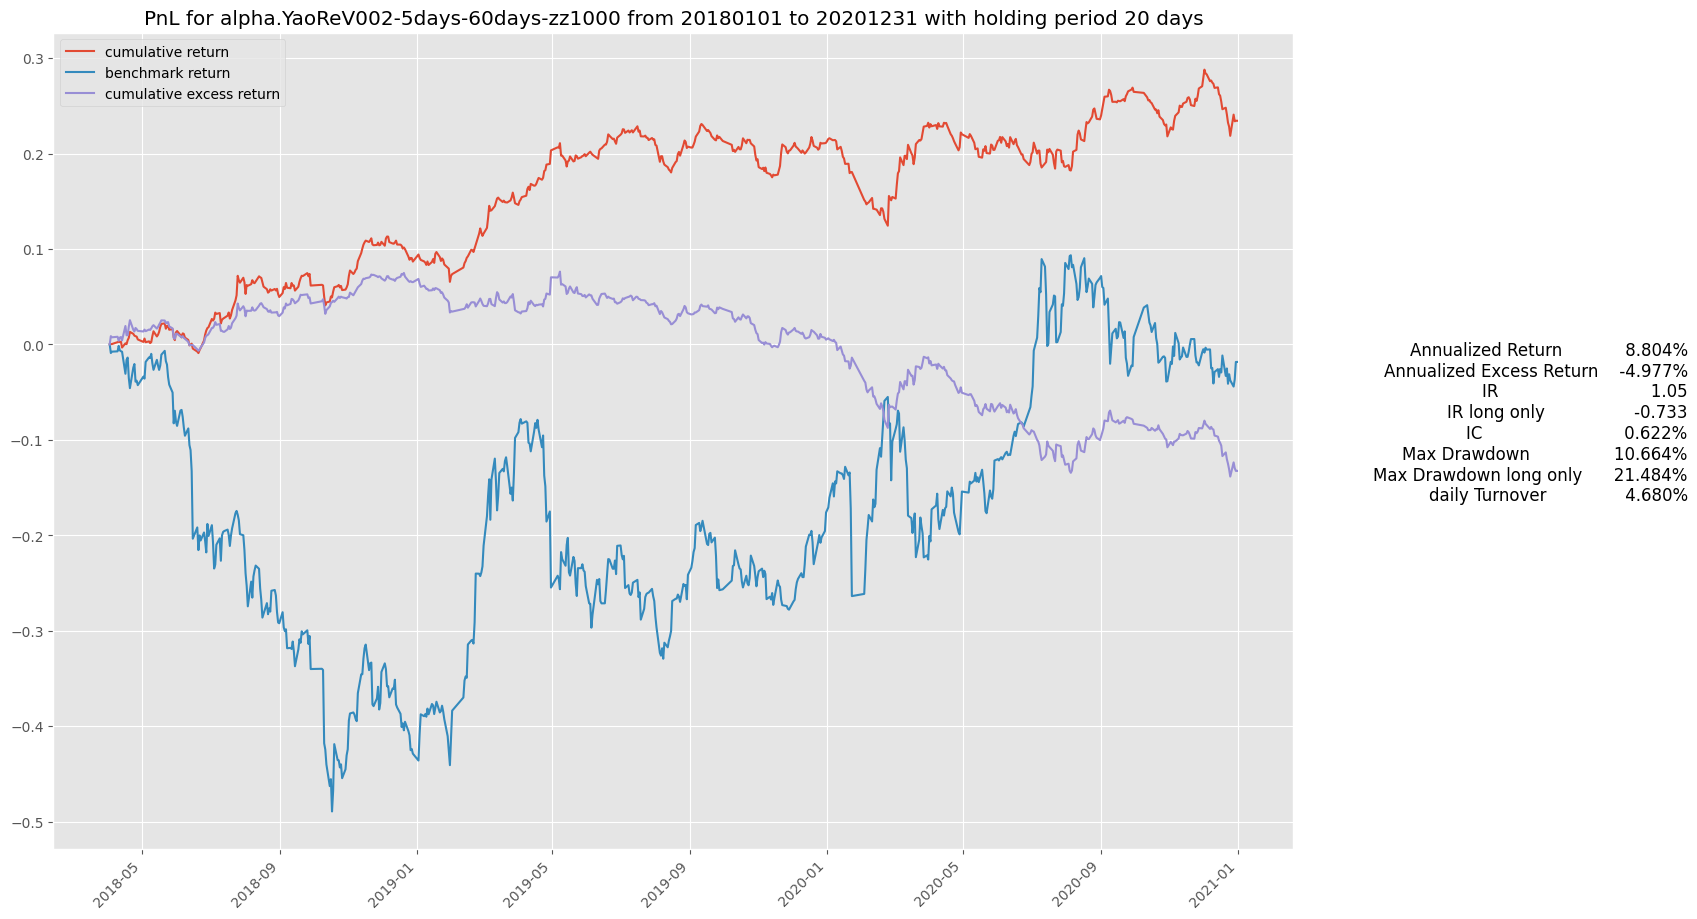 PnL for alpha.YaoReV002-5days-60days-zz1000 from 20180101 to 20201231 with holding period 20 days
cumulative return
benchmark return
cumulative excess return
0.3
0.2
0.1
0.0
−0.1
−0.2
−0.3
−0.4
−0.5
2018-05
2018-09
2019-01
2019-05
2019-09
2020-01
2020-05
2020-09
2021-01
Annualized Return 8.804%
Annualized Excess Return -4.977%
IR 1.05
IR long only -0.733
IC 0.622%
Max Drawdown 10.664%
Max Drawdown long only 21.484%
daily Turnover 4.680%